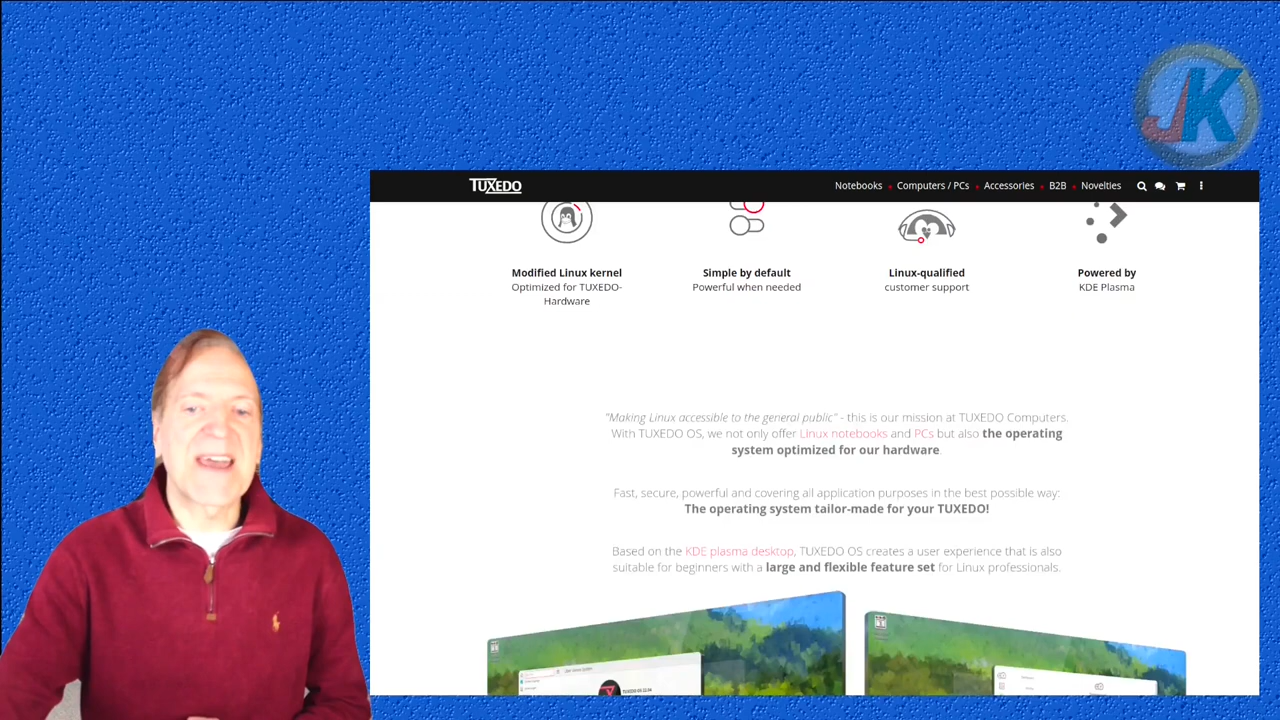 JK
TUXEDO
Notebooks Computers / PCs Accessories B2B Novelties
Modified Linux kernel
Optimized for TUXEDO-
Hardware
Simple by default
Powerful when needed
Linux-qualified
customer support
Powered by
KDE Plasma
"Making Linux accessible to the general public" - this is our mission at TUXEDO Computers.
With TUXEDO OS, we not only offer Linux notebooks and PCs but also the operating
system optimized for our hardware
Fast, secure, powerful and covering all application purposes in the best possible way:
The operating system tailor-made for your TUXEDO!
Based on the KDE plasma desktop, TUXEDO OS creates a user experience that is also
suitable for beginners with a large and flexible feature set for Linux professionals.